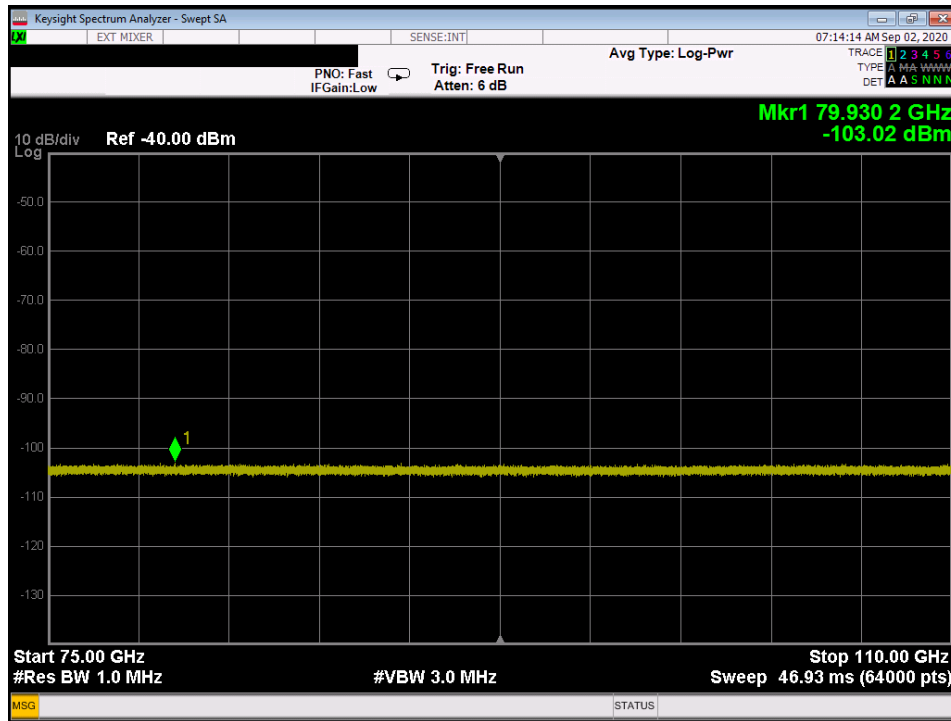 Keysight Spectrum Analyzer - Swept SA
LXI EXT MIXER SENSE:INT 07:14:14 AM Sep 02, 2020
PNO: Fast
IFGain:Low
Trig: Free Run
Atten: 6 dB
Avg Type: Log-Pwr
TRACE 1 2 3 4 5 6
TYPE A MA WWW
DET A A S N N N
Mkr1 79.930 2 GHz
-103.02 dBm
10 dB/div Ref -40.00 dBm
Log
-50.0
-60.0
-70.0
-80.0
-90.0
1
-100
-110
-120
-130
Start 75.00 GHz Stop 110.00 GHz
#Res BW 1.0 MHz #VBW 3.0 MHz Sweep 46.93 ms (64000 pts)
MSG STATUS